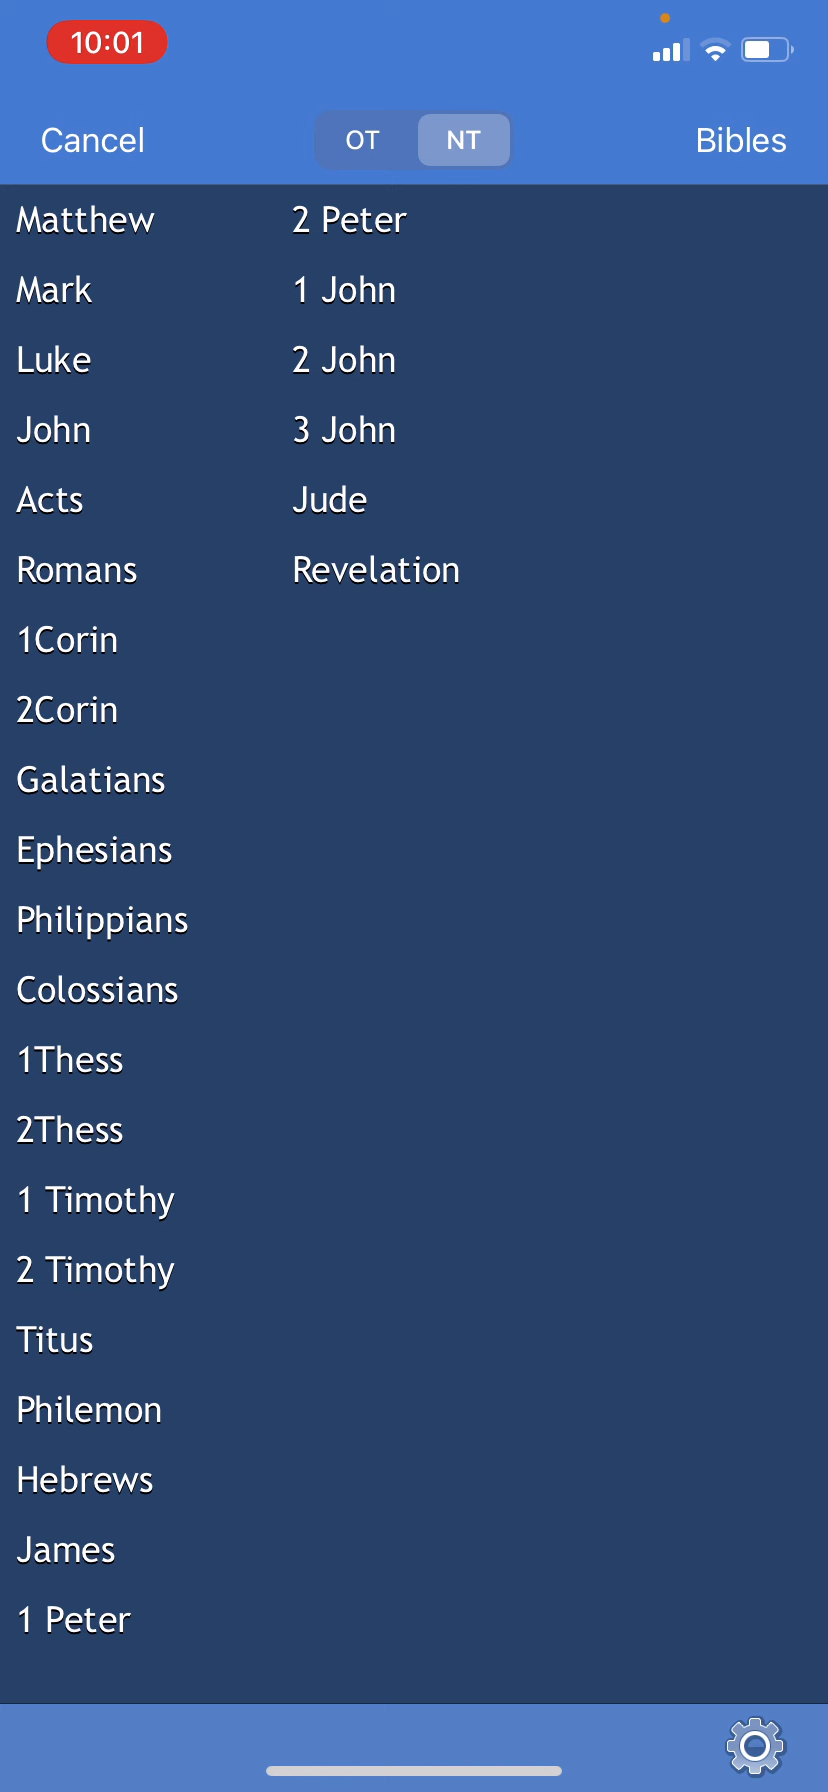 10:01
Cancel
OT
NT
Bibles
Matthew
Mark
Luke
John
Acts
Romans
1Corin
2Corin
Galatians
Ephesians
Philippians
Colossians
1Thess
2Thess
1 Timothy
2 Timothy
Titus
Philemon
Hebrews
James
1 Peter
2 Peter
1 John
2 John
3 John
Jude
Revelation